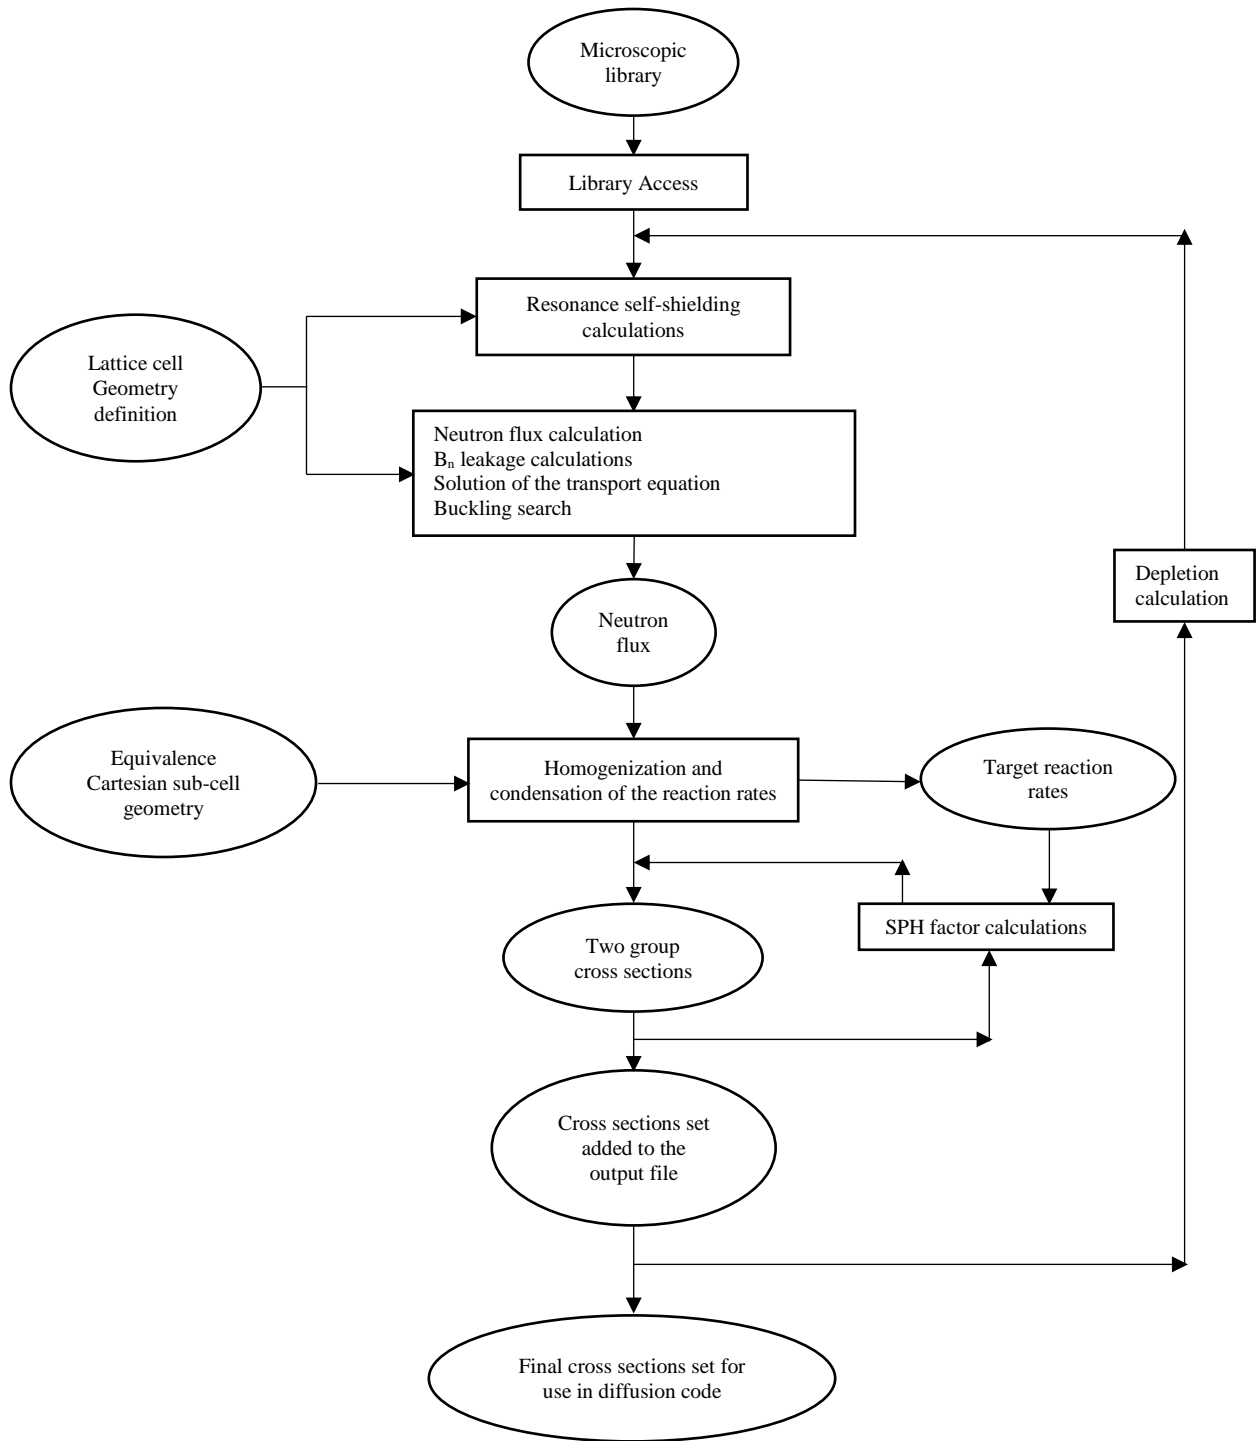 Microscopic
library
Library Access
Resonance self-shielding
calculations
Lattice cell
Geometry
definition
Neutron flux calculation
Bₙ leakage calculations
Solution of the transport equation
Buckling search
Depletion
calculation
Neutron
flux
Equivalence
Cartesian sub-cell
geometry
Homogenization and
condensation of the reaction rates
Target reaction
rates
SPH factor calculations
Two group
cross sections
Cross sections set
added to the
output file
Final cross sections set for
use in diffusion code